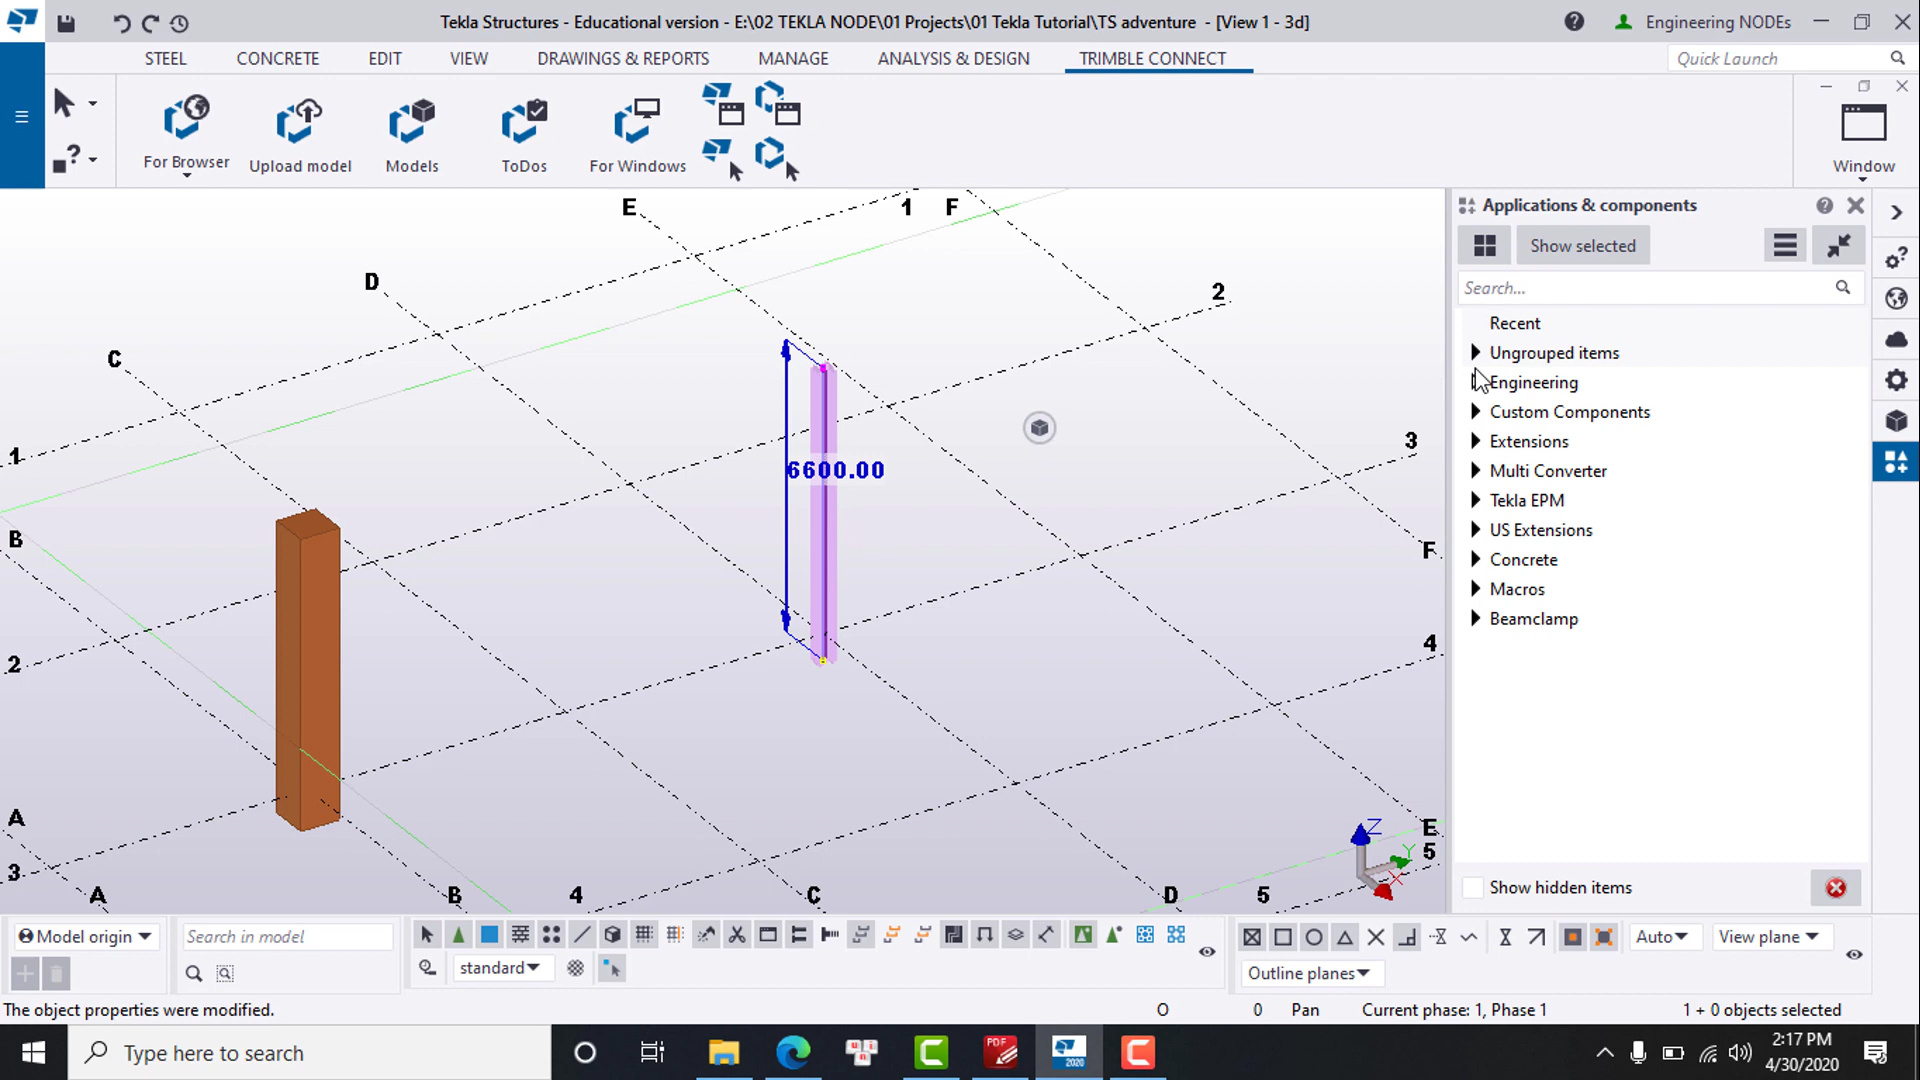 Tekla Structures - Educational version - E:\02 TEKLA NODE\01 Projects\01 Tekla Tutorial\TS adventure - [View 1 - 3d]
Engineering NODEs
STEEL CONCRETE EDIT VIEW DRAWINGS & REPORTS MANAGE ANALYSIS & DESIGN TRIMBLE CONNECT
Quick Launch
For Browser
Upload model
Models
ToDos
For Windows
Window
Applications & components
Show selected
Search...
Recent
Ungrouped items
Engineering
Custom Components
Extensions
Multi Converter
Tekla EPM
US Extensions
Concrete
Macros
Beamclamp
Show hidden items
E 1 F
D 2
C
1 3
6600.00
B F
2 4
A E
3 5
A B 4 C D 5
Z Y X
Model origin
Search in model
standard
Auto
View plane
Outline planes
The object properties were modified.
O 0 Pan Current phase: 1, Phase 1 1 + 0 objects selected
Type here to search
PDF
2020
2:17 PM
4/30/2020